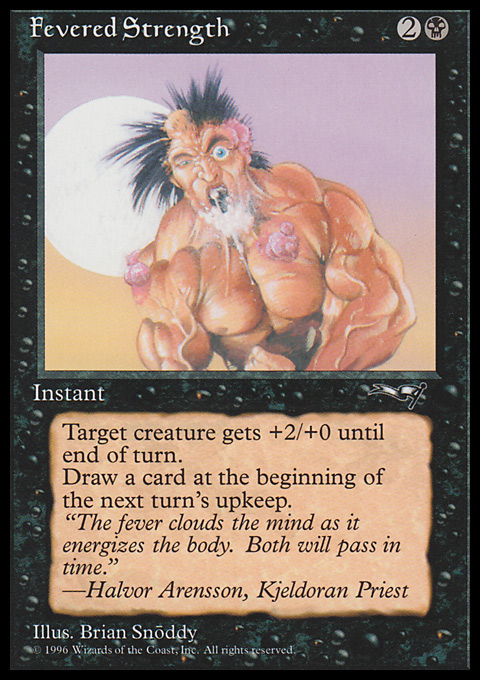 Fevered Strength 2
Instant
Target creature gets +2/+0 until
end of turn.
Draw a card at the beginning of
the next turn's upkeep.
"The fever clouds the mind as it
energizes the body. Both will pass in
time."
—Halvor Arensson, Kjeldoran Priest
Illus. Brian Snōddy
© 1996 Wizards of the Coast, Inc. All rights reserved.